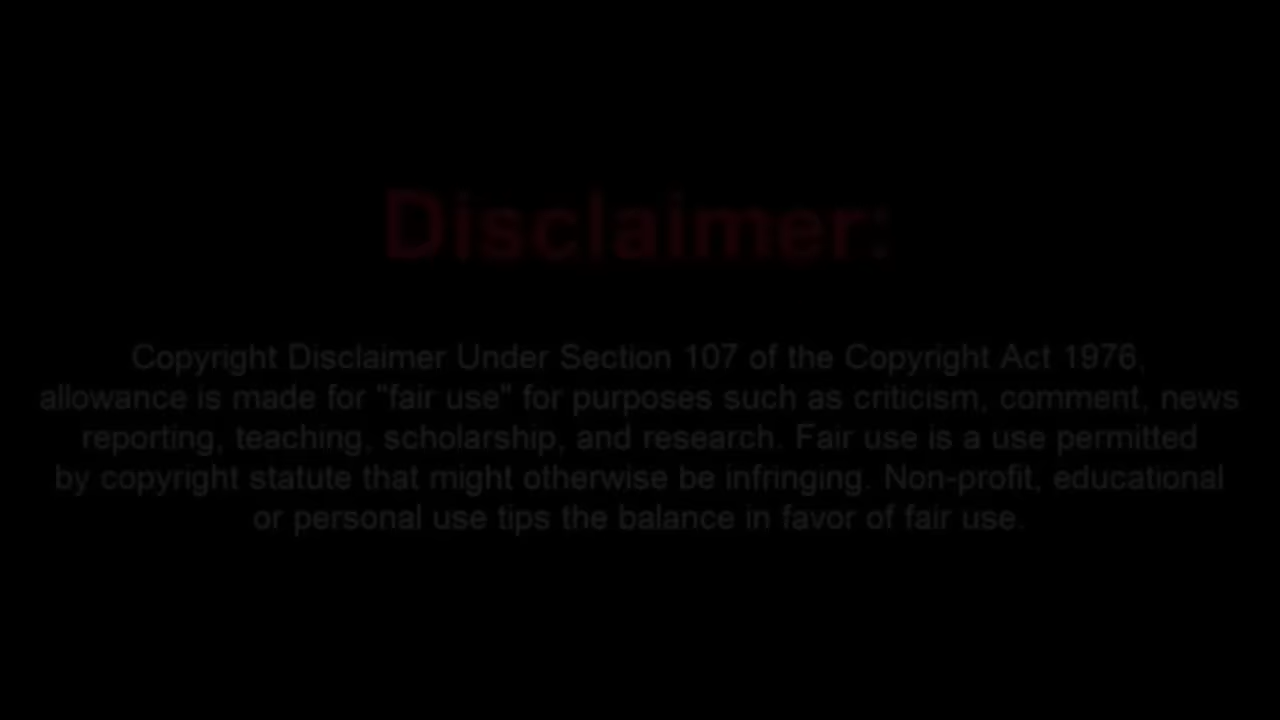 Disclaimer:
Copyright Disclaimer Under Section 107 of the Copyright Act 1976,
allowance is made for "fair use" for purposes such as criticism, comment, news
reporting, teaching, scholarship, and research. Fair use is a use permitted
by copyright statute that might otherwise be infringing. Non-profit, educational
or personal use tips the balance in favor of fair use.